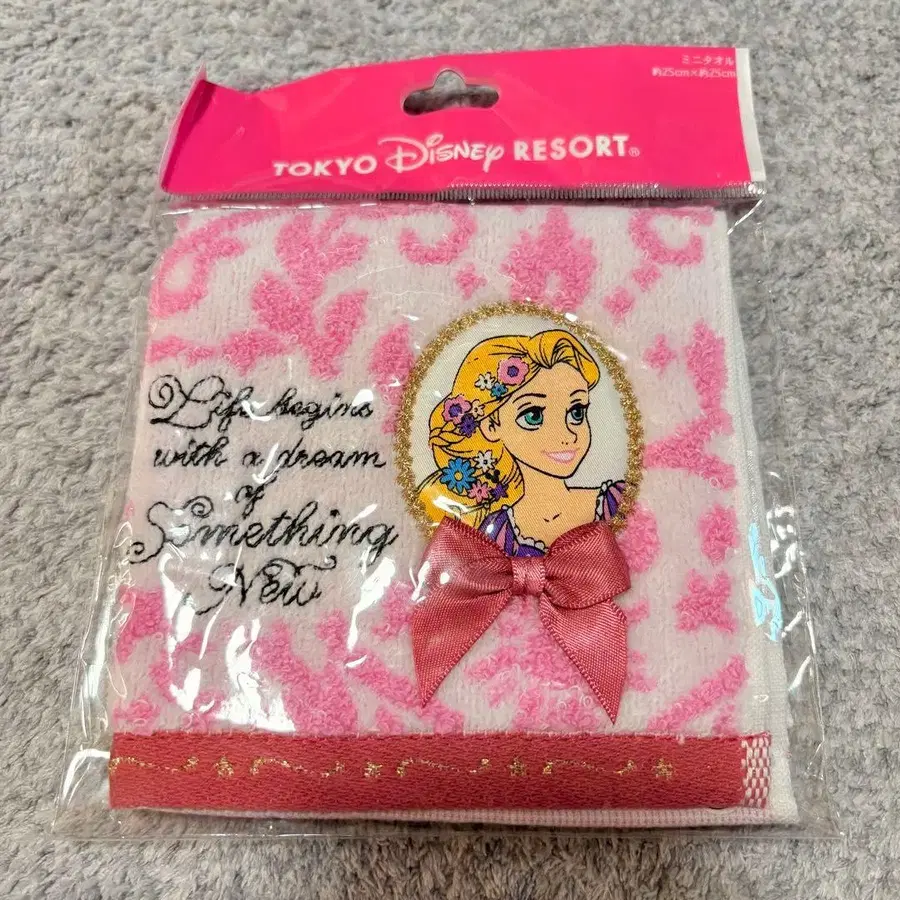 ミニタオル
約25cm×約25cm
TOKYO Disney RESORT®
Life begins
with a dream
of
Something
New